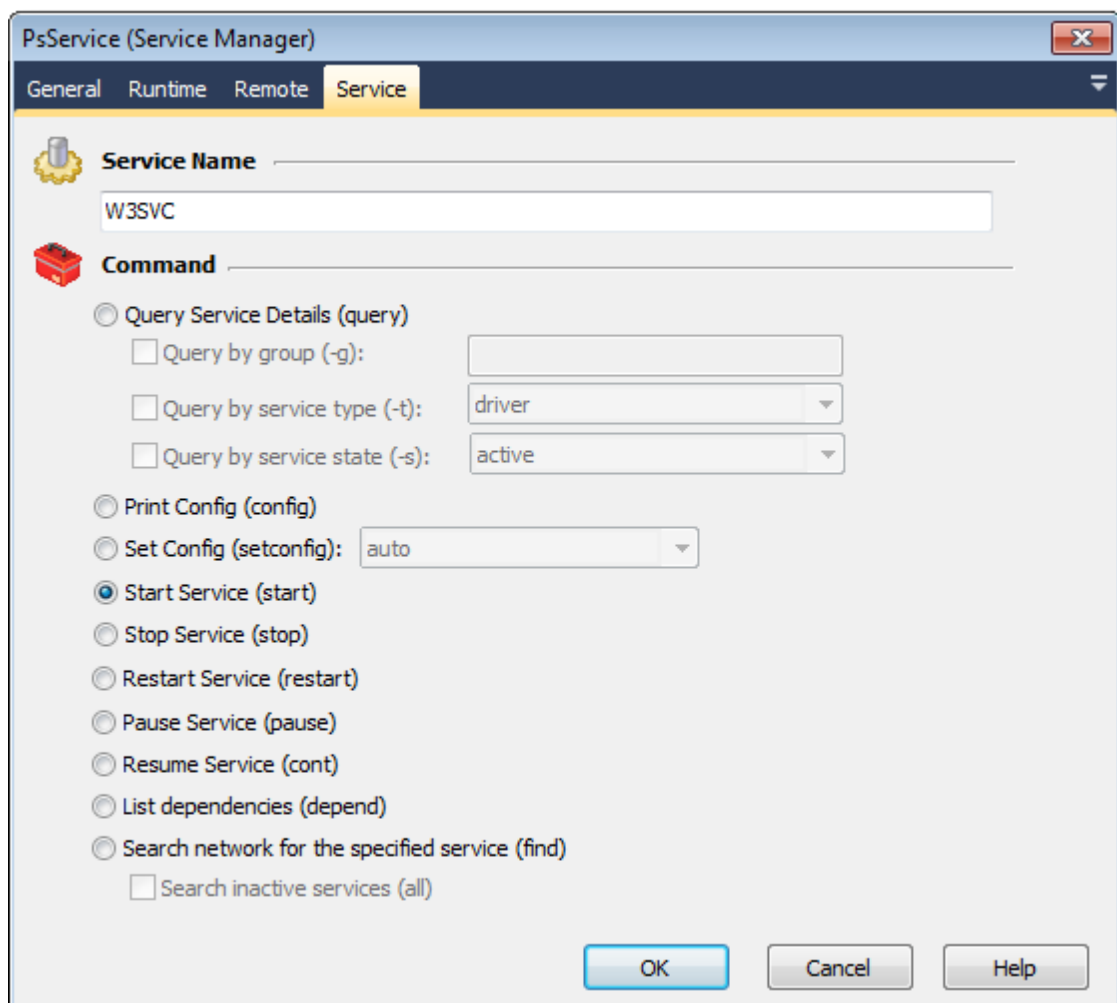 PsService (Service Manager)
General Runtime Remote Service
Service Name
W3SVC
Command
Query Service Details (query)
Query by group (-g):
Query by service type (-t): driver
Query by service state (-s): active
Print Config (config)
Set Config (setconfig): auto
Start Service (start)
Stop Service (stop)
Restart Service (restart)
Pause Service (pause)
Resume Service (cont)
List dependencies (depend)
Search network for the specified service (find)
Search inactive services (all)
OK Cancel Help